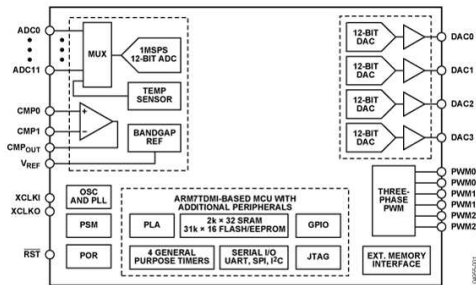 ADC0
ADC11
MUX
1MSPS
12-BIT ADC
TEMP
SENSOR
CMP0
CMP1
CMPOUT
VREF
BANDGAP
REF
12-BIT
DAC
DAC0
12-BIT
DAC
DAC1
12-BIT
DAC
DAC2
12-BIT
DAC
DAC3
XCLKI
XCLKO
RST
OSC
AND PLL
PSM
POR
ARM7TDMI-BASED MCU WITH
ADDITIONAL PERIPHERALS
PLA
2k × 32 SRAM
31k × 16 FLASH/EEPROM
GPIO
4 GENERAL
PURPOSE TIMERS
SERIAL I/O
UART, SPI, I2C
JTAG
THREE-
PHASE
PWM
PWM0
PWM0
PWM1
PWM1
PWM2
PWM2
EXT. MEMORY
INTERFACE